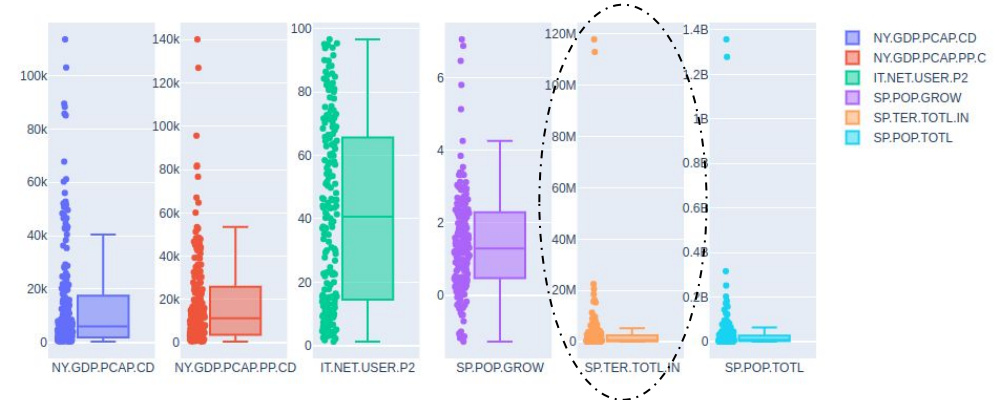 100k
80k
60k
40k
20k
0
NY.GDP.PCAP.CD
140k
120k
100k
80k
60k
40k
20k
0
NY.GDP.PCAP.PP.CD
100
80
60
40
20
0
IT.NET.USER.P2
6
4
2
0
SP.POP.GROW
120M
100M
80M
60M
40M
20M
0
SP.TER.TOTL.IN
1.4B
1.2B
1B
0.8B
0.6B
0.4B
0.2B
0
SP.POP.TOTL
NY.GDP.PCAP.CD
NY.GDP.PCAP.PP.C
IT.NET.USER.P2
SP.POP.GROW
SP.TER.TOTL.IN
SP.POP.TOTL